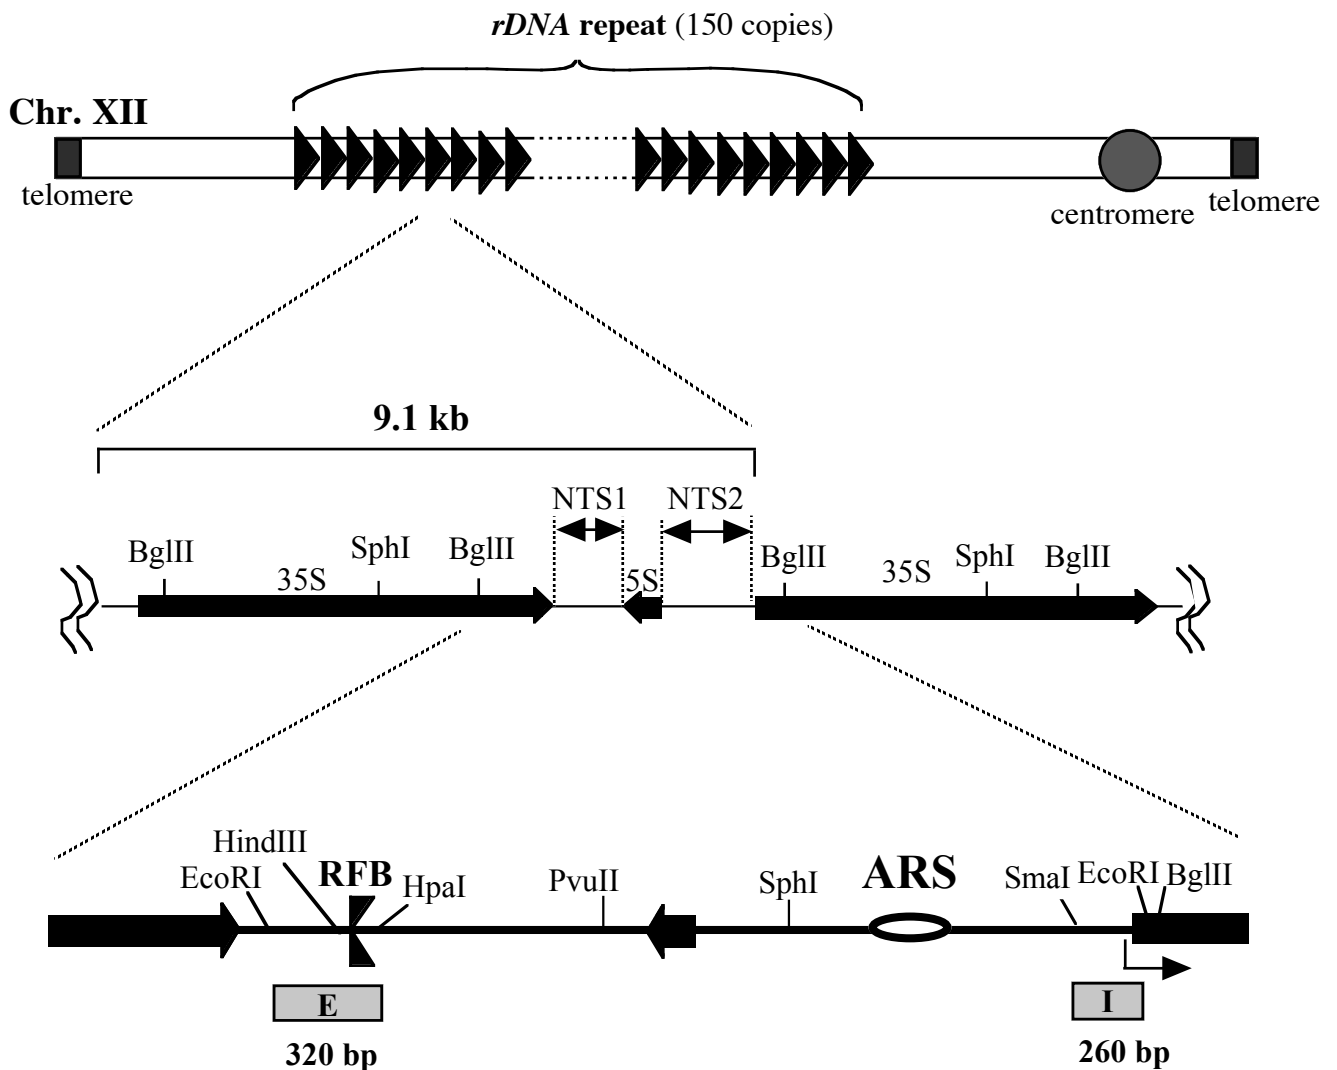 rDNA repeat (150 copies)
Chr. XII
telomere
centromere
telomere
9.1 kb
NTS1
NTS2
BglII
SphI
BglII
35S
5S
BglII
35S
SphI
BglII
HindIII
EcoRI
RFB
HpaI
PvuII
SphI
ARS
SmaI
EcoRI
BglII
E
I
320 bp
260 bp